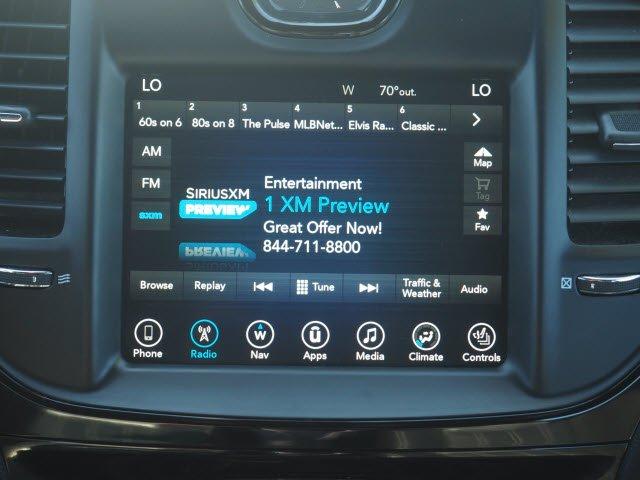 LO W 70°out. LO
1 2 3 4 5 6
60s on 6 80s on 8 The Pulse MLBNet... Elvis Ra... Classic ...
AM
FM
sxm
SIRIUSXM
PREVIEW
Entertainment
1 XM Preview
Great Offer Now!
844-711-8800
Map
Tag
Fav
Browse Replay Tune Traffic & Weather Audio
Phone Radio Nav Apps Media Climate Controls